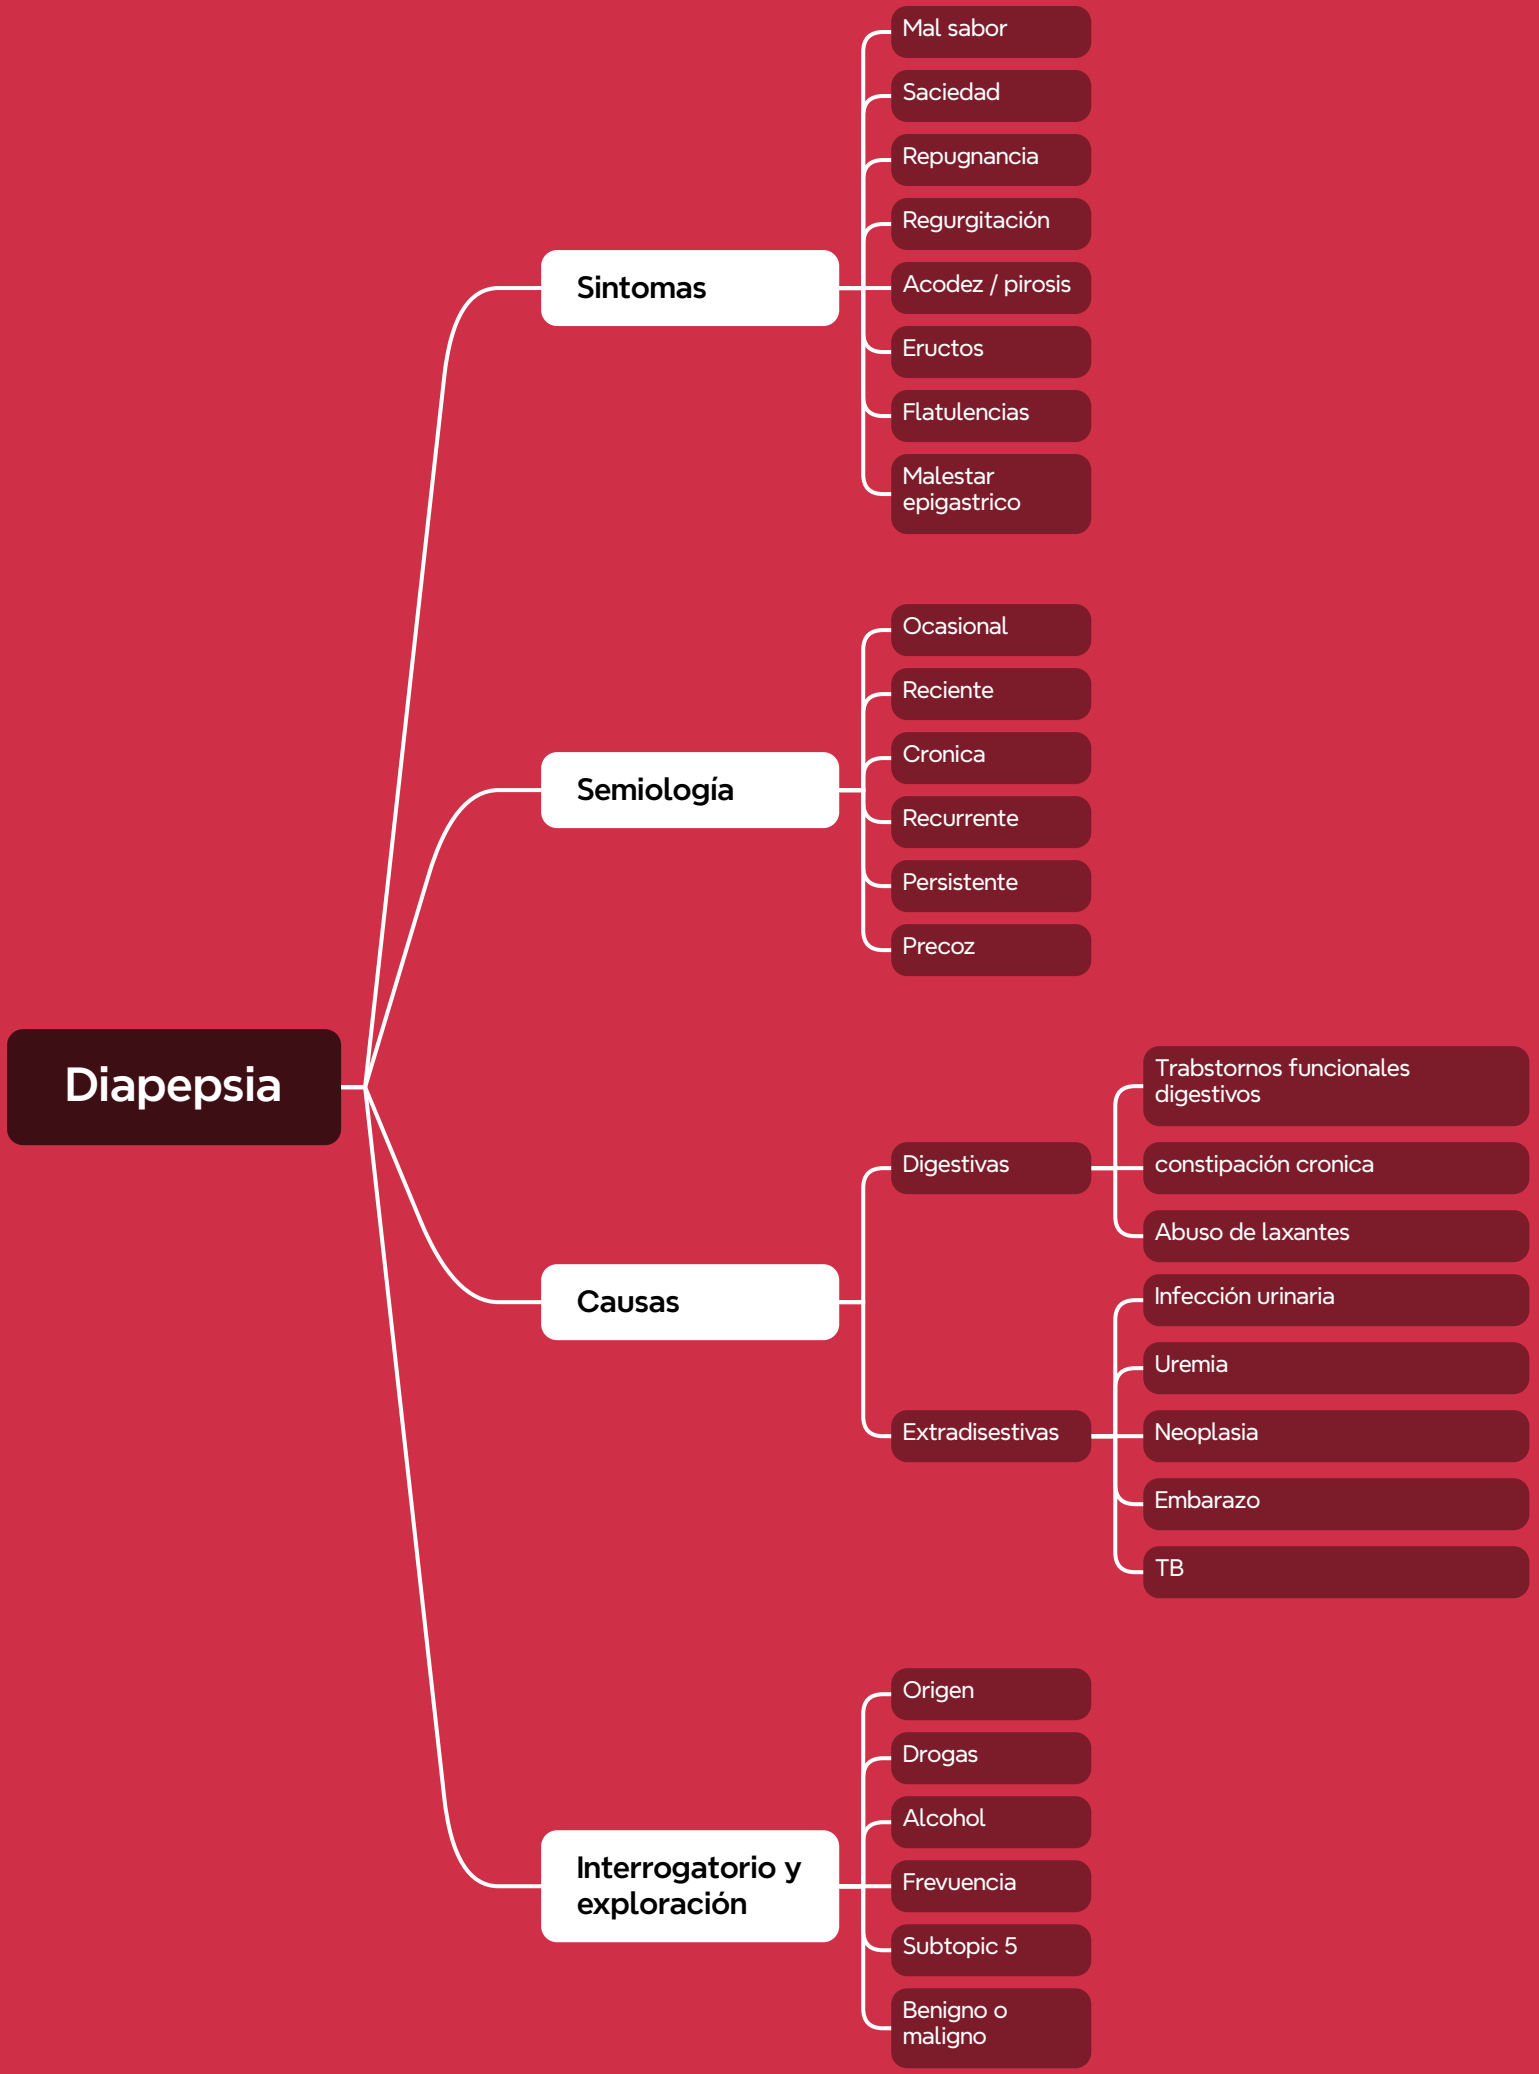 Diapepsia
Sintomas
Mal sabor
Saciedad
Repugnancia
Regurgitación
Acodez / pirosis
Eructos
Flatulencias
Malestar
epigastrico
Semiología
Ocasional
Reciente
Cronica
Recurrente
Persistente
Precoz
Causas
Digestivas
Trabstornos funcionales
digestivos
constipación cronica
Abuso de laxantes
Extradisestivas
Infección urinaria
Uremia
Neoplasia
Embarazo
TB
Interrogatorio y
exploración
Origen
Drogas
Alcohol
Frevuencia
Subtopic 5
Benigno o
maligno